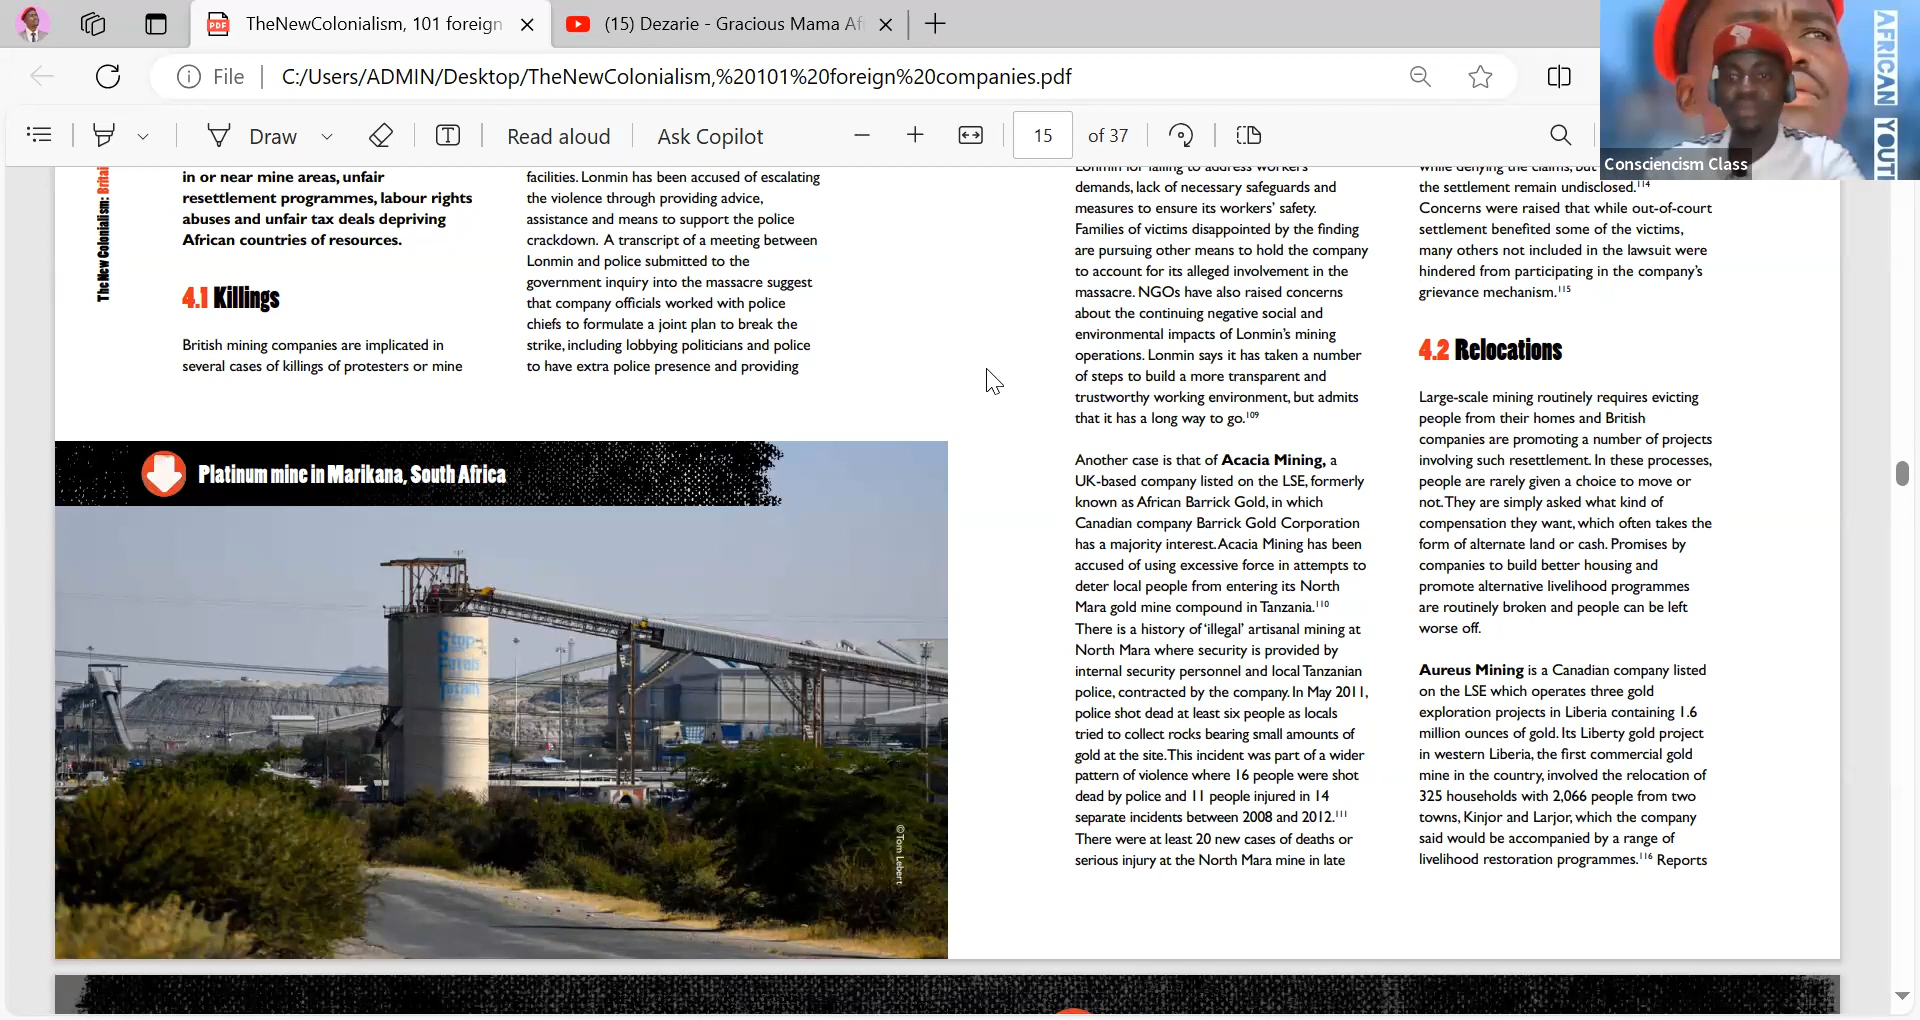 TheNewColonialism, 101 foreign
(15) Dezarie - Gracious Mama Af
File
C:/Users/ADMIN/Desktop/TheNewColonialism,%20101%20foreign%20companies.pdf
Draw
Read aloud
Ask Copilot
15
of 37
AFRICAN YOUT
Consciencism Class
The New Colonialism: Britai
in or near mine areas, unfair
resettlement programmes, labour rights
abuses and unfair tax deals depriving
African countries of resources.
4.1 Killings
British mining companies are implicated in
several cases of killings of protesters or mine
facilities. Lonmin has been accused of escalating
the violence through providing advice,
assistance and means to support the police
crackdown. A transcript of a meeting between
Lonmin and police submitted to the
government inquiry into the massacre suggest
that company officials worked with police
chiefs to formulate a joint plan to break the
strike, including lobbying politicians and police
to have extra police presence and providing
Platinum mine in Marikana, South Africa
Stop
©Tom Lebert
Lonmin for failing to address workers'
demands, lack of necessary safeguards and
measures to ensure its workers' safety.
Families of victims disappointed by the finding
are pursuing other means to hold the company
to account for its alleged involvement in the
massacre. NGOs have also raised concerns
about the continuing negative social and
environmental impacts of Lonmin's mining
operations. Lonmin says it has taken a number
of steps to build a more transparent and
trustworthy working environment, but admits
that it has a long way to go.109
Another case is that of Acacia Mining, a
UK-based company listed on the LSE, formerly
known as African Barrick Gold, in which
Canadian company Barrick Gold Corporation
has a majority interest. Acacia Mining has been
accused of using excessive force in attempts to
deter local people from entering its North
Mara gold mine compound in Tanzania.110
There is a history of 'illegal' artisanal mining at
North Mara where security is provided by
internal security personnel and local Tanzanian
police, contracted by the company. In May 2011,
police shot dead at least six people as locals
tried to collect rocks bearing small amounts of
gold at the site. This incident was part of a wider
pattern of violence where 16 people were shot
dead by police and 11 people injured in 14
separate incidents between 2008 and 2012.111
There were at least 20 new cases of deaths or
serious injury at the North Mara mine in late
while denying the claims, but
the settlement remain undisclosed.114
Concerns were raised that while out-of-court
settlement benefited some of the victims,
many others not included in the lawsuit were
hindered from participating in the company's
grievance mechanism.115
4.2 Relocations
Large-scale mining routinely requires evicting
people from their homes and British
companies are promoting a number of projects
involving such resettlement. In these processes,
people are rarely given a choice to move or
not. They are simply asked what kind of
compensation they want, which often takes the
form of alternate land or cash. Promises by
companies to build better housing and
promote alternative livelihood programmes
are routinely broken and people can be left
worse off.
Aureus Mining is a Canadian company listed
on the LSE which operates three gold
exploration projects in Liberia containing 1.6
million ounces of gold. Its Liberty gold project
in western Liberia, the first commercial gold
mine in the country, involved the relocation of
325 households with 2,066 people from two
towns, Kinjor and Larjor, which the company
said would be accompanied by a range of
livelihood restoration programmes.116 Reports